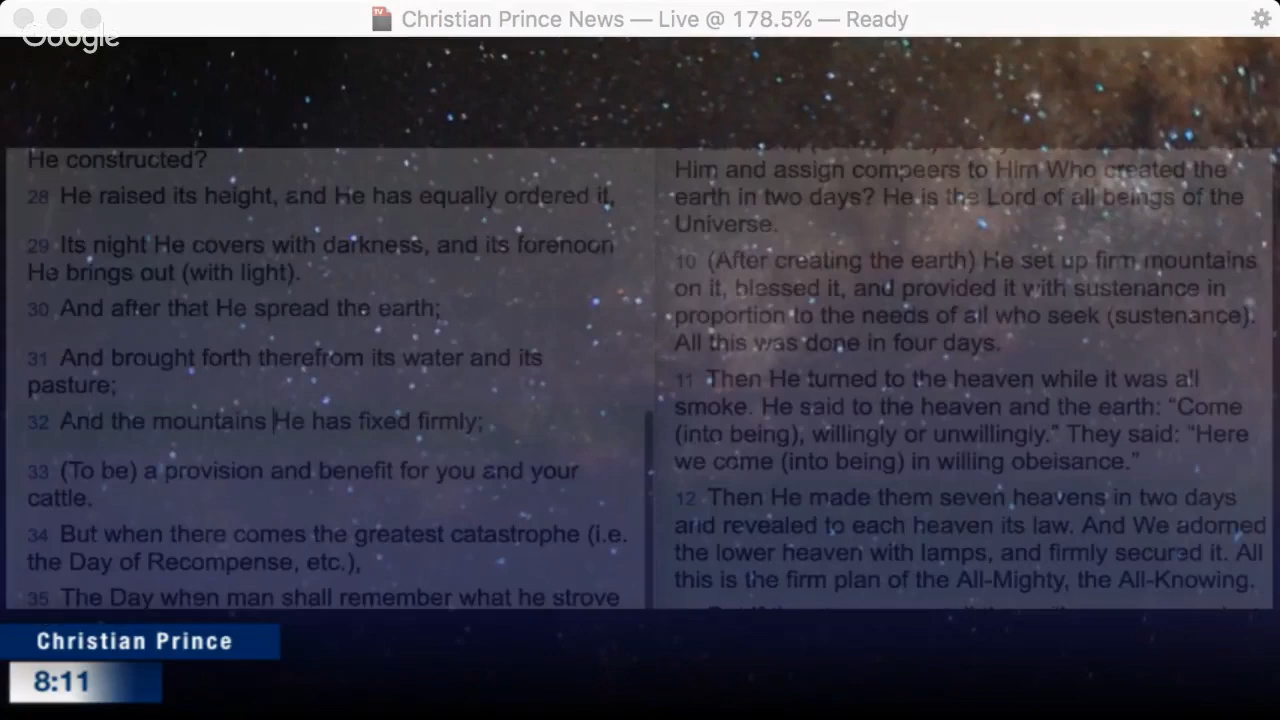 Christian Prince News — Live @ 178.5% — Ready
Google
He constructed?
28 He raised its height, and He has equally ordered it,
29 Its night He covers with darkness, and its forenoon
He brings out (with light).
30 And after that He spread the earth;
31 And brought forth therefrom its water and its
pasture;
32 And the mountains He has fixed firmly;
33 (To be) a provision and benefit for you and your
cattle.
34 But when there comes the greatest catastrophe (i.e.
the Day of Recompense, etc.),
35 The Day when man shall remember what he strove
Him and assign compeers to Him Who created the
earth in two days? He is the Lord of all beings of the
Universe.
10 (After creating the earth) He set up firm mountains
on it, blessed it, and provided it with sustenance in
proportion to the needs of all who seek (sustenance).
All this was done in four days.
11 Then He turned to the heaven while it was all
smoke. He said to the heaven and the earth: “Come
(into being), willingly or unwillingly.” They said: “Here
we come (into being) in willing obeisance.”
12 Then He made them seven heavens in two days
and revealed to each heaven its law. And We adorned
the lower heaven with lamps, and firmly secured it. All
this is the firm plan of the All-Mighty, the All-Knowing.
Christian Prince
8:11